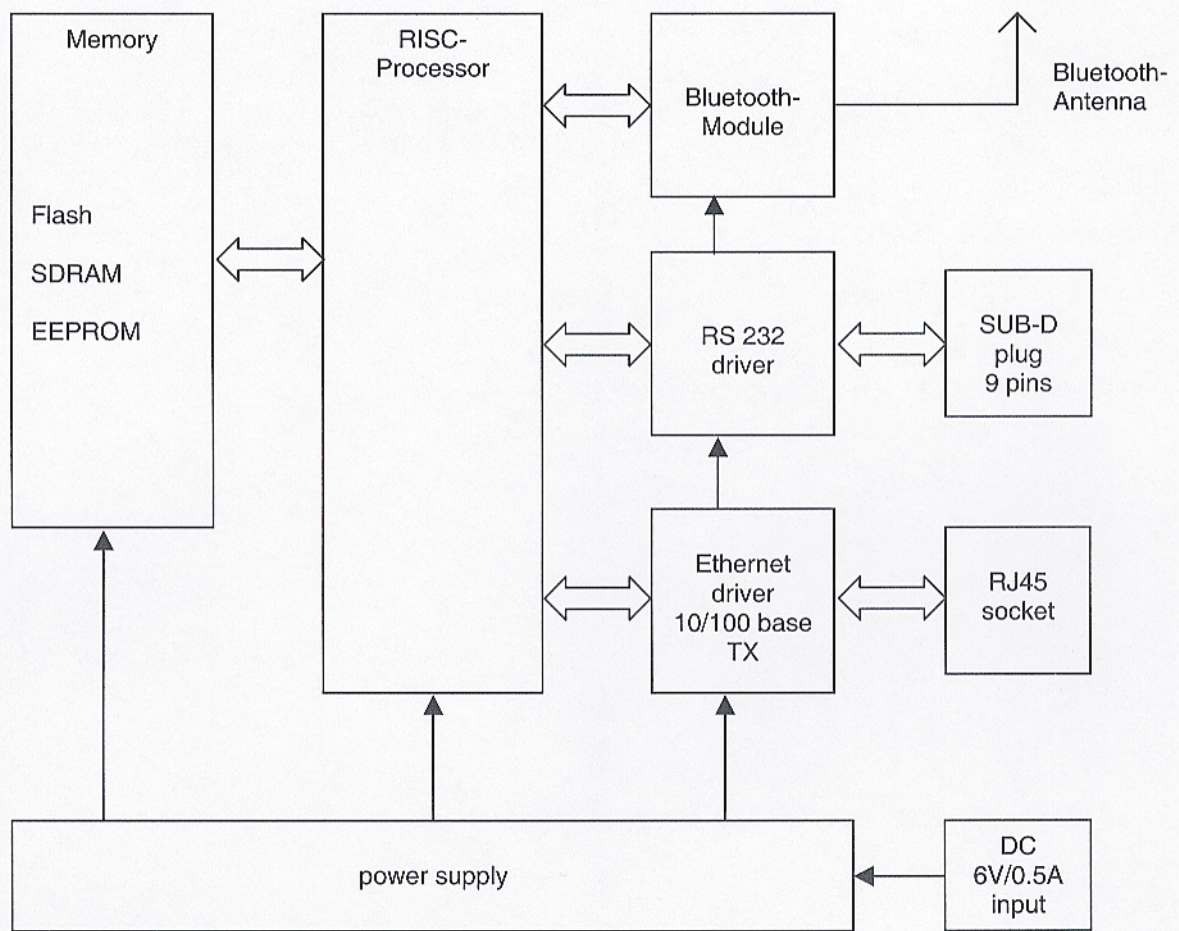 Memory
Flash
SDRAM
EEPROM
RISC-
Processor
Bluetooth-
Module
Bluetooth-
Antenna
RS 232
driver
SUB-D
plug
9 pins
Ethernet
driver
10/100 base
TX
RJ45
socket
power supply
DC
6V/0.5A
input